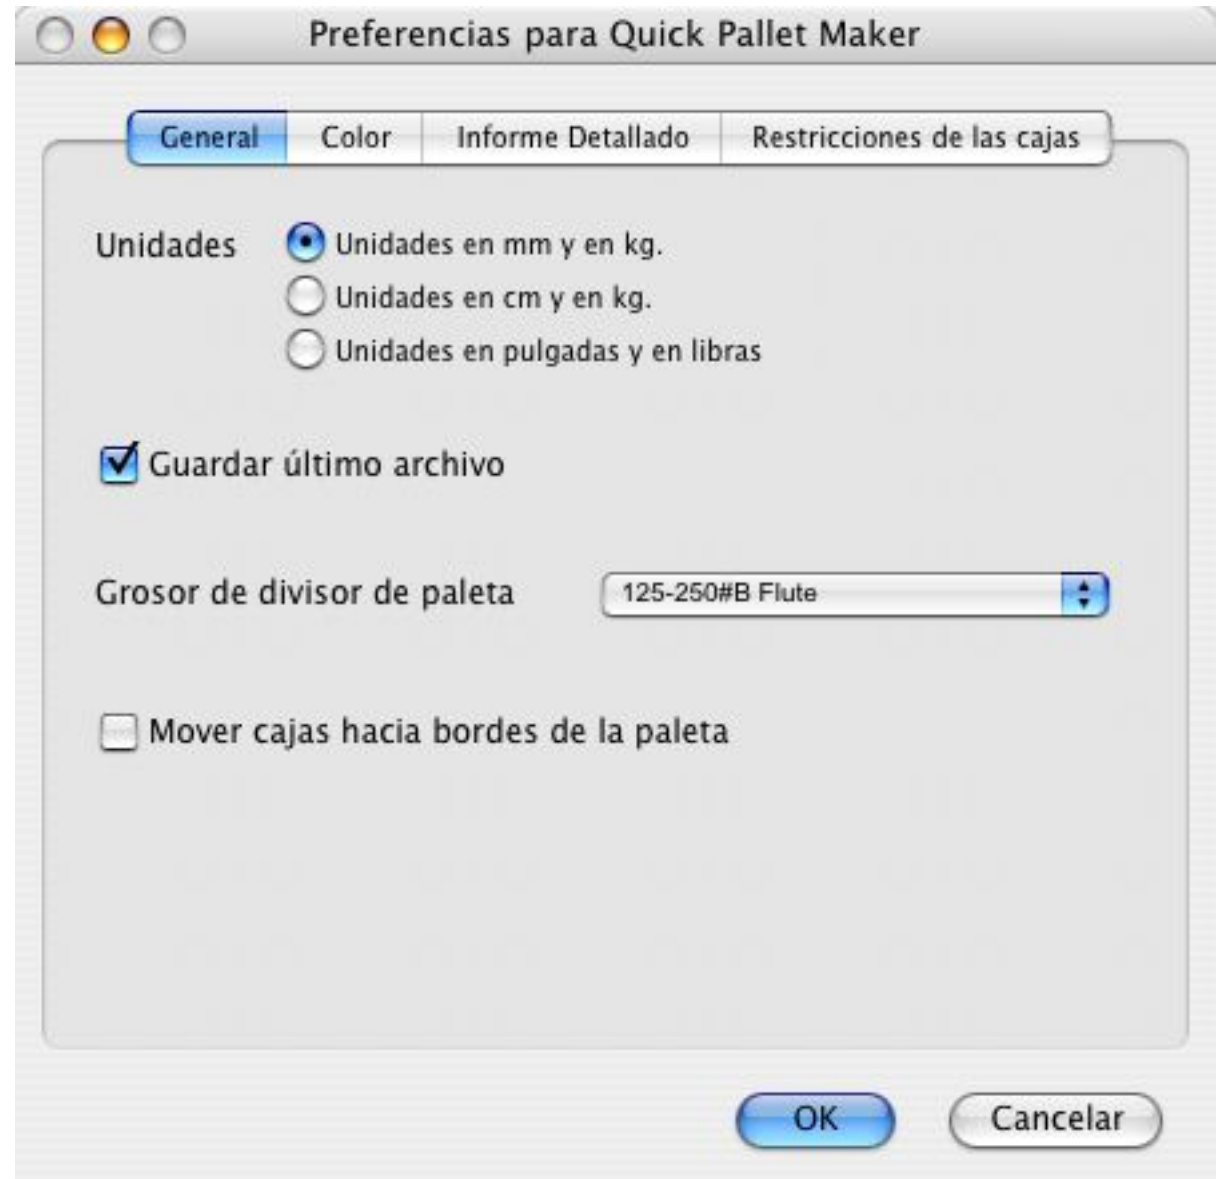 Preferencias para Quick Pallet Maker
General Color Informe Detallado Restricciones de las cajas
Unidades Unidades en mm y en kg.
Unidades en cm y en kg.
Unidades en pulgadas y en libras
Guardar último archivo
Grosor de divisor de paleta 125-250#B Flute
Mover cajas hacia bordes de la paleta
OK Cancelar